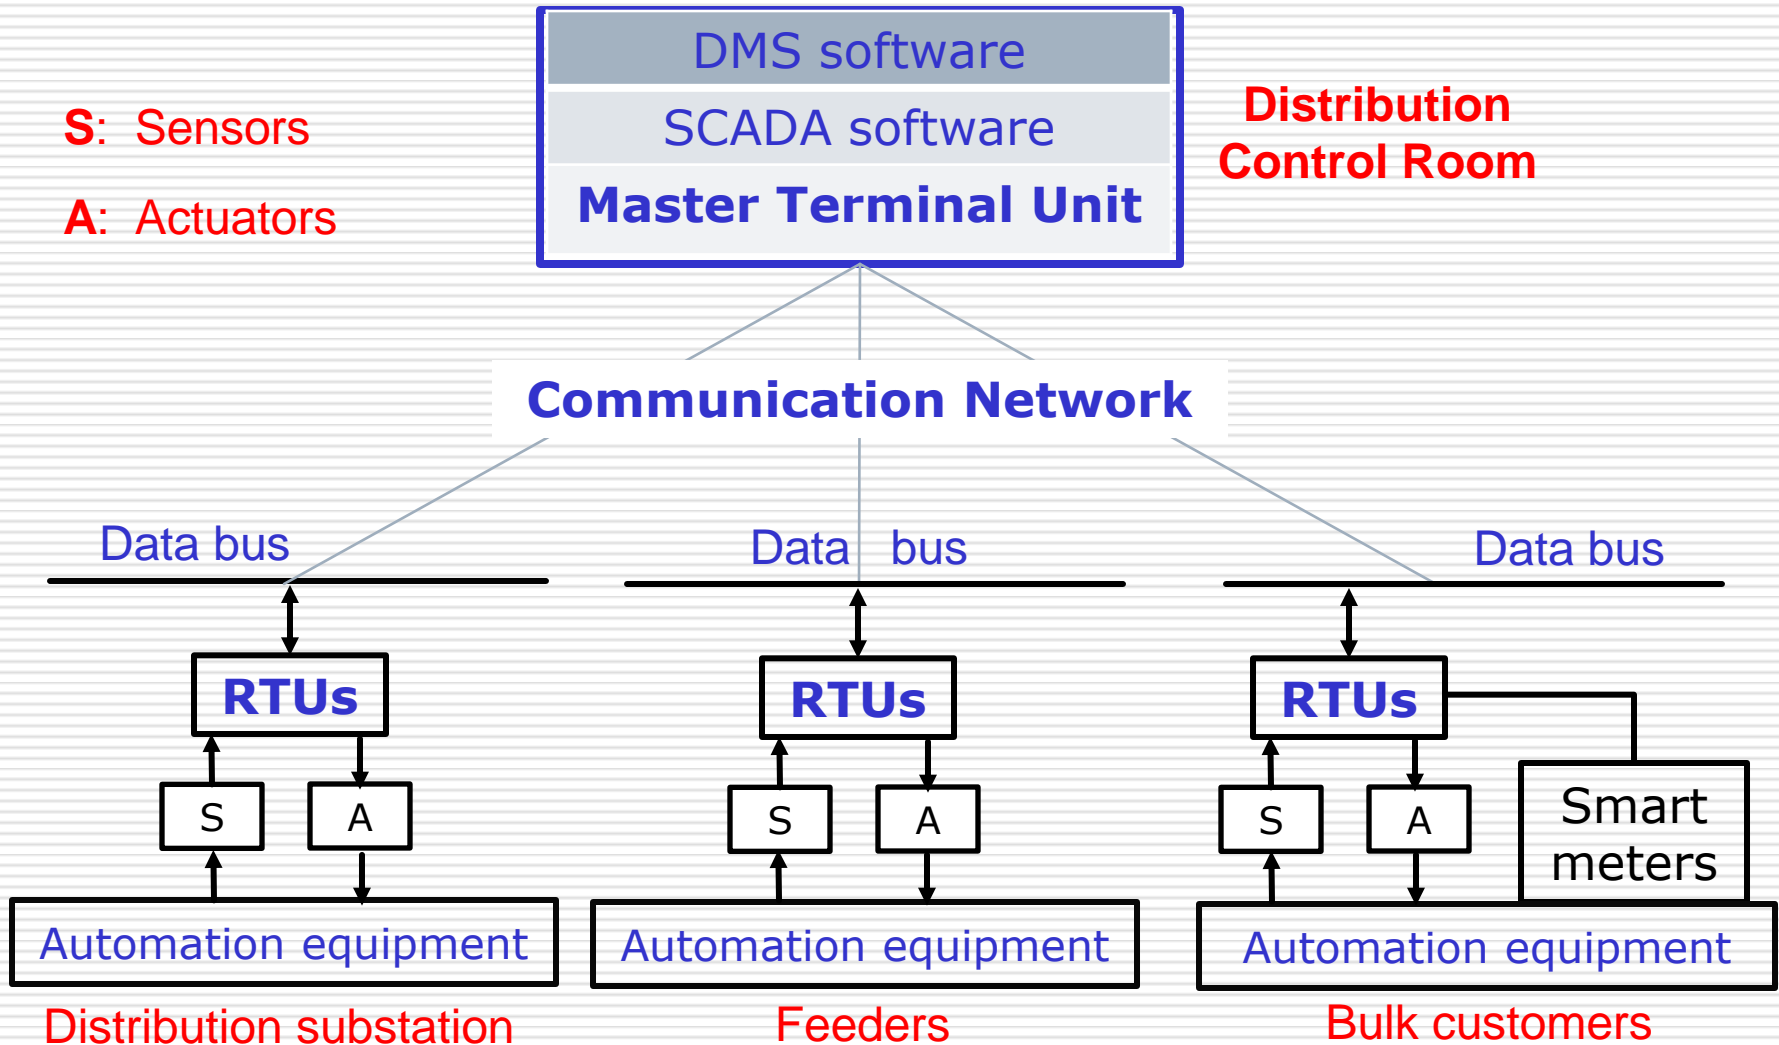 DMS software
SCADA software
Master Terminal Unit
S: Sensors
A: Actuators
Distribution
Control Room
Communication Network
Data bus
Data bus
Data bus
RTUs
RTUs
RTUs
S
A
S
A
S
A
Smart
meters
Automation equipment
Automation equipment
Automation equipment
Distribution substation
Feeders
Bulk customers